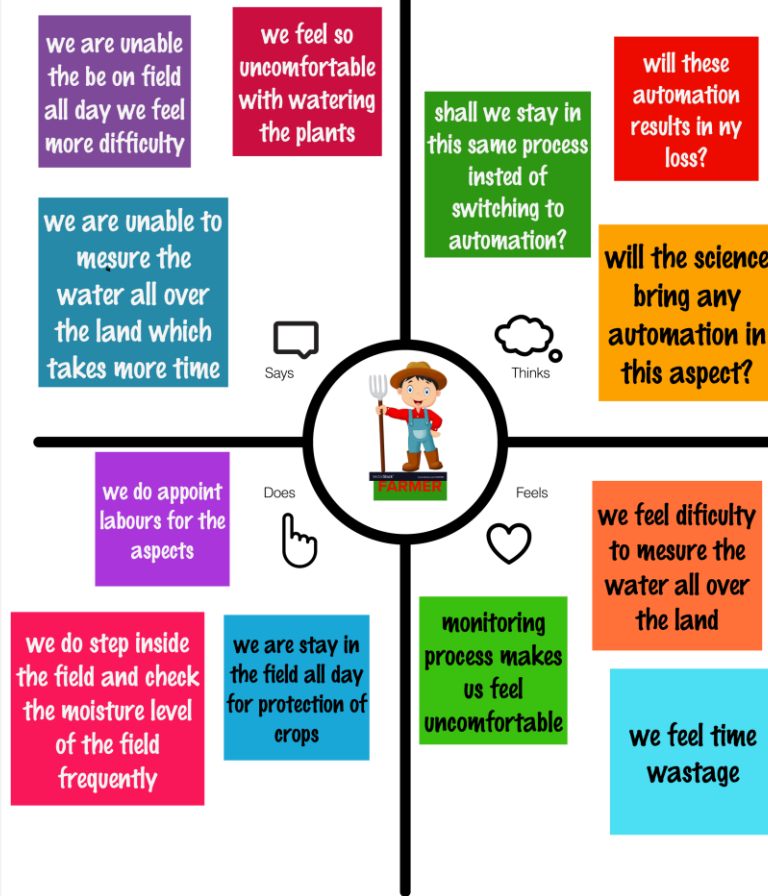 we are unable
the be on field
all day we feel
more difficulty
we feel so
uncomfortable
with watering
the plants
we are unable to
mesure the
water all over
the land which
takes more time
Says
shall we stay in
this same process
insted of
switching to
automation?
will these
automation
results in ny
loss?
will the science
bring any
automation in
this aspect?
Thinks
FARMER
Does
we do appoint
labours for the
aspects
we do step inside
the field and check
the moisture level
of the field
frequently
we are stay in
the field all day
for protection of
crops
Feels
we feel dificulty
to mesure the
water all over
the land
monitoring
process makes
us feel
uncomfortable
we feel time
wastage